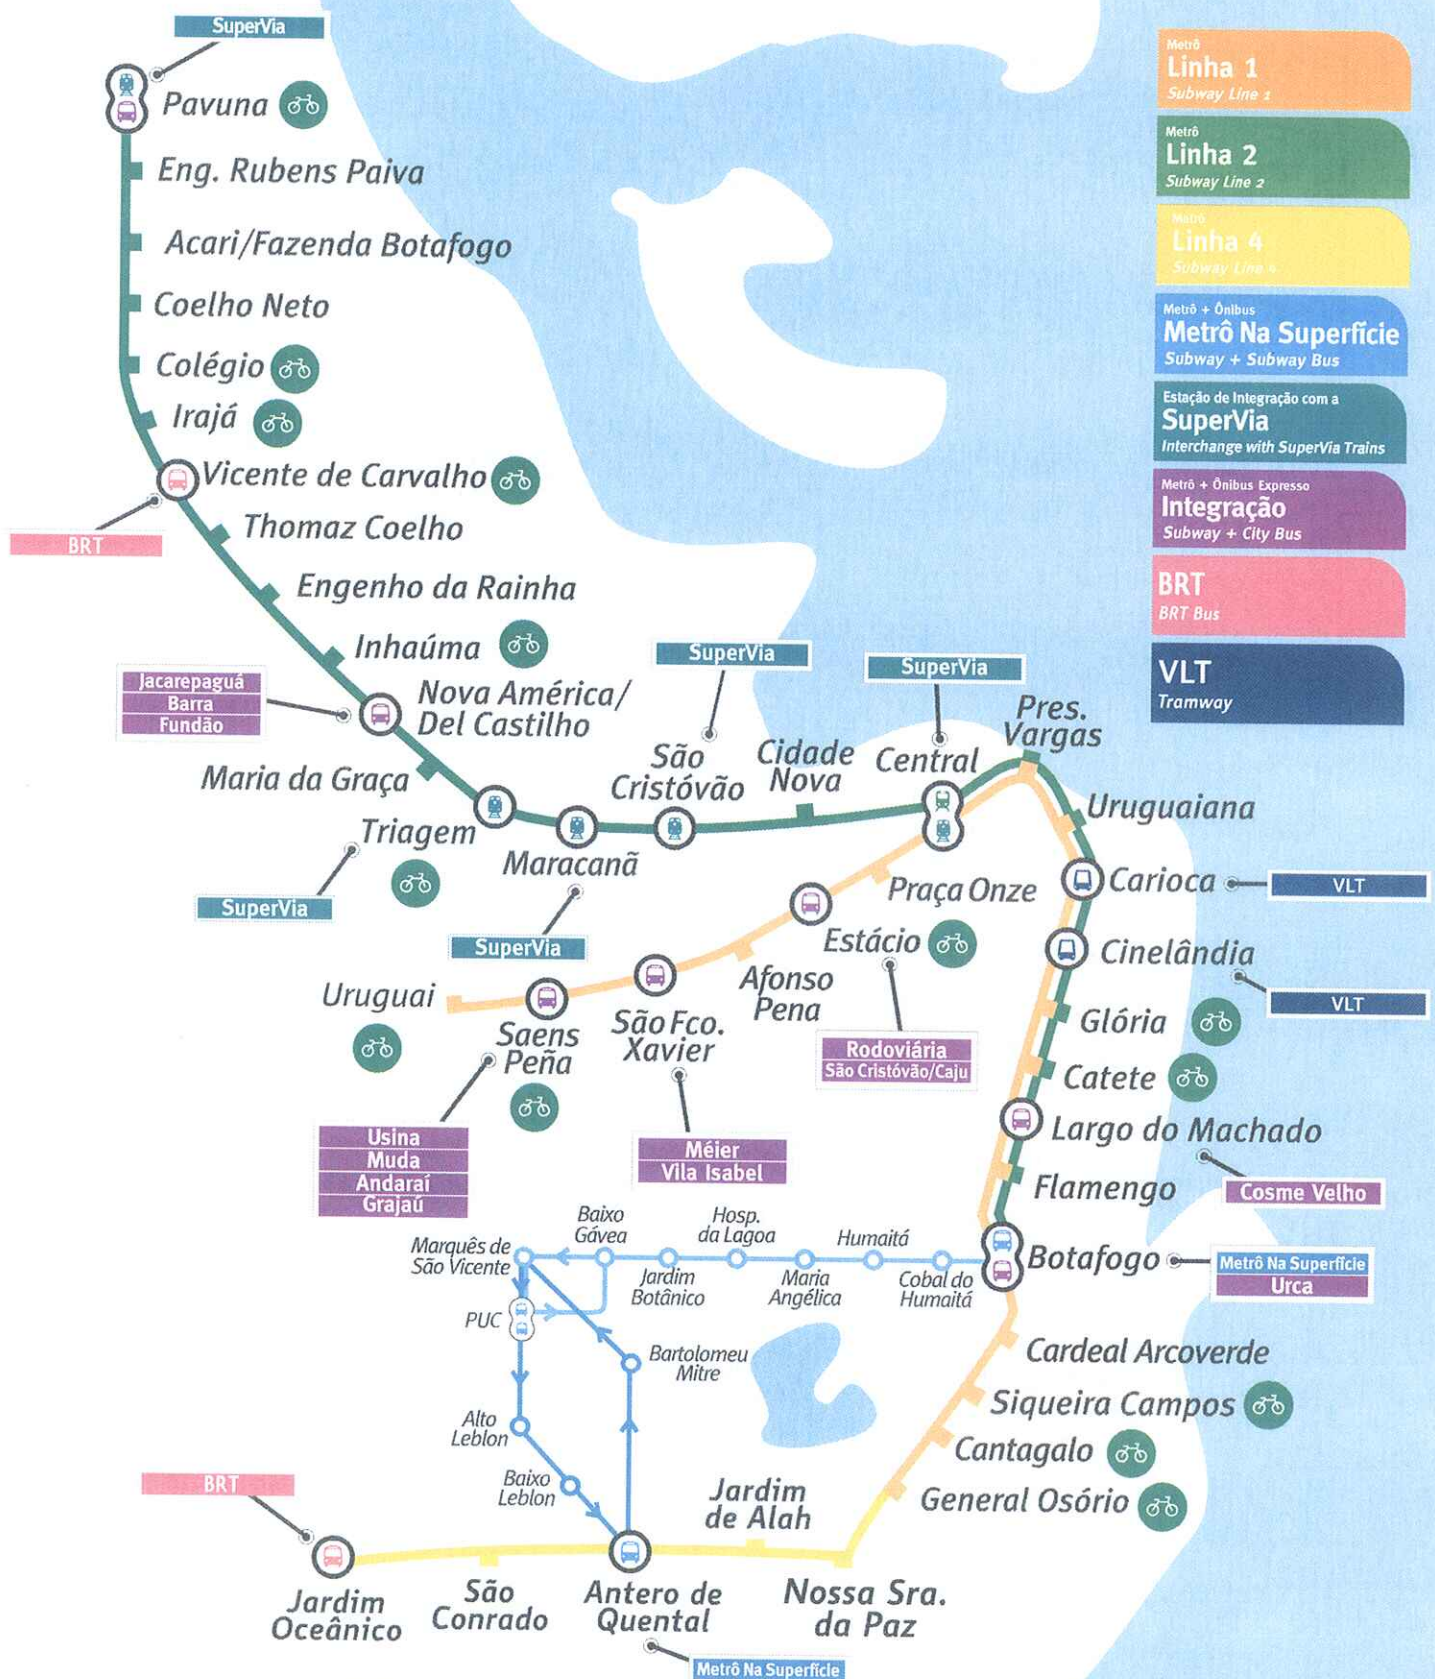 SuperVia
Pavuna
Eng. Rubens Paiva
Acari/Fazenda Botafogo
Coelho Neto
Colégio
Irajá
Vicente de Carvalho
BRT
Thomaz Coelho
Engenho da Rainha
Inhaúma
Jacarepaguá
Barra
Fundão
Nova América/
Del Castilho
Maria da Graça
Triagem
SuperVia
Maracanã
SuperVia
São
Cristóvão
SuperVia
Cidade
Nova
Central
SuperVia
Pres.
Vargas
Uruguaiana
Carioca
VLT
Cinelândia
VLT
Glória
Catete
Largo do Machado
Cosme Velho
Flamengo
Botafogo
Metrô Na Superfície
Urca
Praça Onze
Estácio
Rodoviária
São Cristóvão/Caju
Afonso
Pena
São Fco.
Xavier
Méier
Vila Isabel
Saens
Peña
Usina
Muda
Andaraí
Grajaú
Uruguai
Marquês de
São Vicente
Baixo
Gávea
Jardim
Botânico
Hosp.
da Lagoa
Maria
Angélica
Humaitá
Cobal do
Humaitá
PUC
Bartolomeu
Mitre
Alto
Leblon
Baixo
Leblon
Cardeal Arcoverde
Siqueira Campos
Cantagalo
General Osório
Nossa Sra.
da Paz
Jardim
de Alah
Antero de
Quental
Metrô Na Superfície
São
Conrado
Jardim
Oceânico
BRT
Metrô
Linha 1
Subway Line 1
Metrô
Linha 2
Subway Line 2
Metrô
Linha 4
Subway Line 4
Metrô + Ônibus
Metrô Na Superfície
Subway + Subway Bus
Estação de Integração com a
SuperVia
Interchange with SuperVia Trains
Metrô + Ônibus Expresso
Integração
Subway + City Bus
BRT
BRT Bus
VLT
Tramway